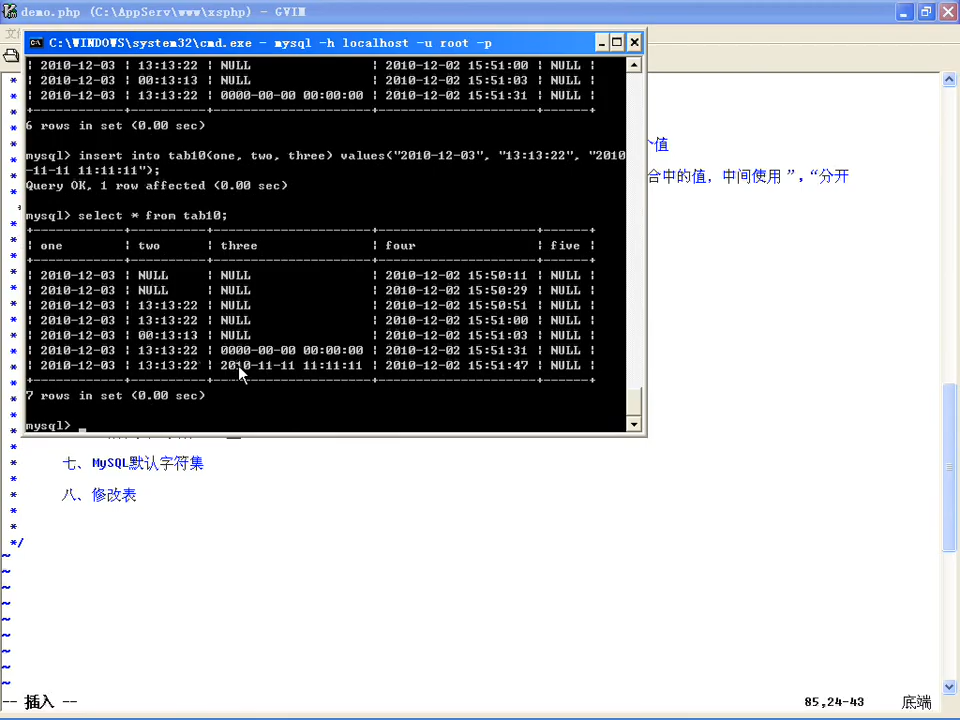 demo.php (C:\AppServ\www\xsphp) - GVIM
C:\WINDOWS\system32\cmd.exe - mysql -h localhost -u root -p
| 2010-12-03 | 13:13:22 | NULL | 2010-12-02 15:51:00 | NULL |
| 2010-12-03 | 00:13:13 | NULL | 2010-12-02 15:51:03 | NULL |
| 2010-12-03 | 13:13:22 | 0000-00-00 00:00:00 | 2010-12-02 15:51:31 | NULL |
+------------+----------+---------------------+---------------------+------+
6 rows in set (0.00 sec)
mysql> insert into tab10(one, two, three) values("2010-12-03", "13:13:22", "2010
-11-11 11:11:11");
Query OK, 1 row affected (0.00 sec)
mysql> select * from tab10;
+------------+----------+---------------------+---------------------+------+
| one | two | three | four | five |
+------------+----------+---------------------+---------------------+------+
| 2010-12-03 | NULL | NULL | 2010-12-02 15:50:11 | NULL |
| 2010-12-03 | NULL | NULL | 2010-12-02 15:50:29 | NULL |
| 2010-12-03 | 13:13:22 | NULL | 2010-12-02 15:50:51 | NULL |
| 2010-12-03 | 13:13:22 | NULL | 2010-12-02 15:51:00 | NULL |
| 2010-12-03 | 00:13:13 | NULL | 2010-12-02 15:51:03 | NULL |
| 2010-12-03 | 13:13:22 | 0000-00-00 00:00:00 | 2010-12-02 15:51:31 | NULL |
| 2010-12-03 | 13:13:22 | 2010-11-11 11:11:11 | 2010-12-02 15:51:47 | NULL |
+------------+----------+---------------------+---------------------+------+
7 rows in set (0.00 sec)
mysql> _
值
合中的值，中间使用 ”，“分开
* 七、MySQL默认字符集
* 八、修改表
*
*
*/
~
~
~
~
~
~
~
~
~
-- 插入 -- 85,24-43 底端